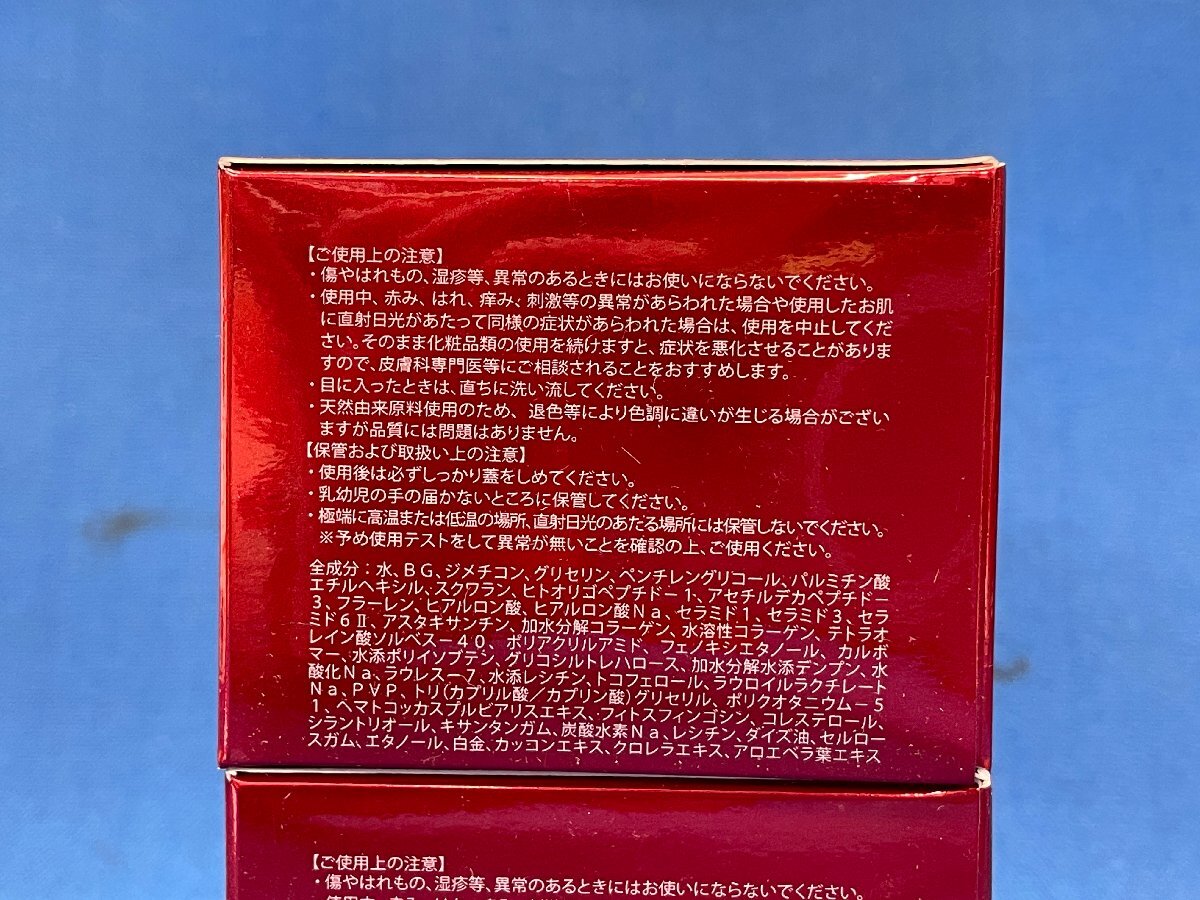 【ご使用上の注意】
・傷やはれもの、湿疹等、異常のあるときにはお使いにならないでください。
・使用中、赤み、はれ、痒み、刺激等の異常があらわれた場合や使用したお肌
に直射日光があたって同様の症状があらわれた場合は、使用を中止してくだ
さい。そのまま化粧品類の使用を続けますと、症状を悪化させることがありま
すので、皮膚科専門医等にご相談されることをおすすめします。
・目に入ったときは、直ちに洗い流してください。
・天然由来原料使用のため、退色等により色調に違いが生じる場合がござい
ますが品質には問題はありません。
【保管および取扱い上の注意】
・使用後は必ずしっかり蓋をしめてください。
・乳幼児の手の届かないところに保管してください。
・極端に高温または低温の場所、直射日光のあたる場所には保管しないでください。
※予め使用テストをして異常が無いことを確認の上、ご使用ください。
全成分：水、BG、ジメチコン、グリセリン、ペンチレングリコール、パルミチン酸
エチルヘキシル、スクワラン、ヒトオリゴペプチドー1、アセチルデカペプチドー
3、フラーレン、ヒアルロン酸、ヒアルロン酸Na、セラミド1、セラミド3、セラ
ミド6Ⅱ、アスタキサンチン、加水分解コラーゲン、水溶性コラーゲン、テトラオ
レイン酸ソルベスー40、ポリアクリルアミド、フェノキシエタノール、カルボ
マー、水添ポリイソブテン、グリコシルトレハロース、加水分解水添デンプン、水
酸化Na、ラウレスー7、水添レシチン、トコフェロール、ラウロイルラクチレート
Na、PVP、トリ（カプリル酸／カプリン酸）グリセリル、ポリクオタニウムー5
1、ヘマトコッカスプルビアリスエキス、フィトスフィンゴシン、コレステロール、
シラントリオール、キサンタンガム、炭酸水素Na、レシチン、ダイズ油、セルロー
スガム、エタノール、白金、カッコンエキス、クロレラエキス、アロエベラ葉エキス
【ご使用上の注意】
・傷やはれもの、湿疹等、異常のあるときにはお使いにならないでください。